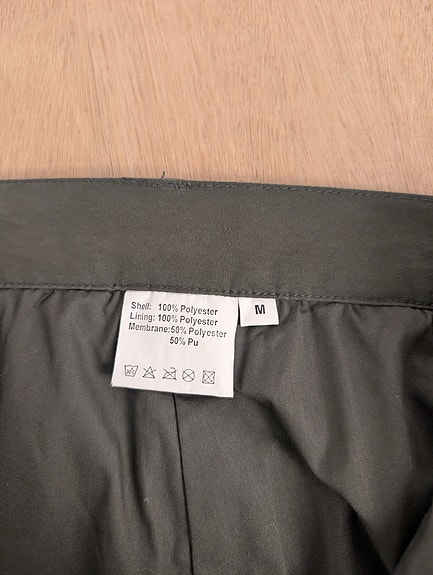 Shell: 100% Polyester
Lining: 100% Polyester
Membrane:50% Polyester
50% Pu
M